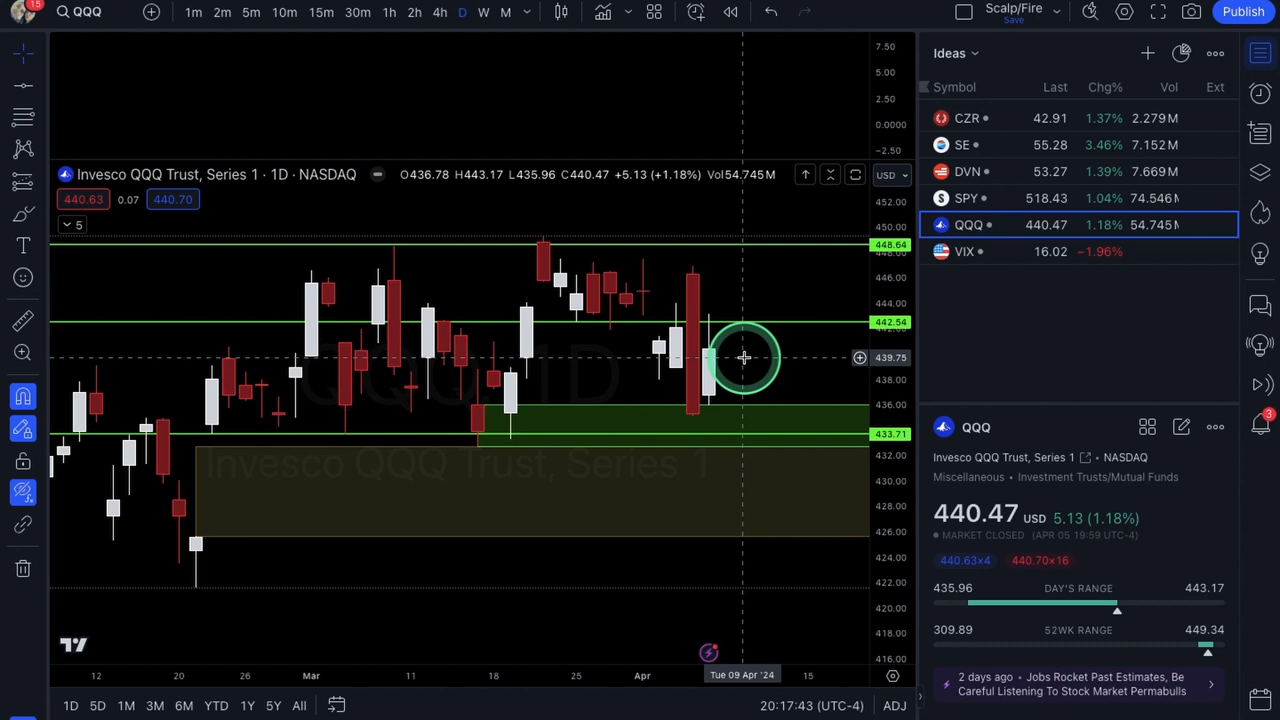 15
QQQ
1m 2m 5m 10m 15m 30m 1h 2h 4h D W M
Scalp/Fire
Save
Publish
7.50
5.00
2.50
0.0000
−2.50
Invesco QQQ Trust, Series 1 · 1D · NASDAQ
O436.78 H443.17 L435.96 C440.47 +5.13 (+1.18%) Vol54.745M
USD
440.63 0.07 440.70
5
452.00
450.00
448.64
448.00
446.00
444.00
442.54
442.00
439.75
438.00
436.00
433.71
432.00
430.00
428.00
426.00
424.00
422.00
420.00
418.00
416.00
QQQ, 1D
Invesco QQQ Trust, Series 1
12 20 26 Mar 11 18 25 Apr Tue 09 Apr '24 15
1D 5D 1M 3M 6M YTD 1Y 5Y All
20:17:43 (UTC-4) ADJ
Ideas
Symbol Last Chg% Vol Ext
CZR 42.91 1.37% 2.279M
SE 55.28 3.46% 7.152M
DVN 53.27 1.39% 7.669M
SPY 518.43 1.04% 74.546M
QQQ 440.47 1.18% 54.745M
VIX 16.02 −1.96%
QQQ
Invesco QQQ Trust, Series 1 • NASDAQ
Miscellaneous • Investment Trusts/Mutual Funds
440.47 USD 5.13 (1.18%)
MARKET CLOSED (APR 05 19:59 UTC-4)
440.63×4 440.70×16
435.96 DAY'S RANGE 443.17
309.89 52WK RANGE 449.34
2 days ago • Jobs Rocket Past Estimates, Be
Careful Listening To Stock Market Permabulls
3